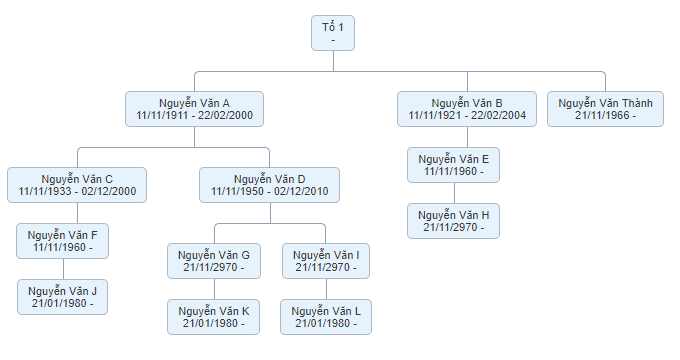 Tổ 1
-
Nguyễn Văn A
11/11/1911 - 22/02/2000
Nguyễn Văn B
11/11/1921 - 22/02/2004
Nguyễn Văn Thành
21/11/1966 -
Nguyễn Văn C
11/11/1933 - 02/12/2000
Nguyễn Văn D
11/11/1950 - 02/12/2010
Nguyễn Văn E
11/11/1960 -
Nguyễn Văn F
11/11/1960 -
Nguyễn Văn H
21/11/2970 -
Nguyễn Văn G
21/11/2970 -
Nguyễn Văn I
21/11/2970 -
Nguyễn Văn J
21/01/1980 -
Nguyễn Văn K
21/01/1980 -
Nguyễn Văn L
21/01/1980 -